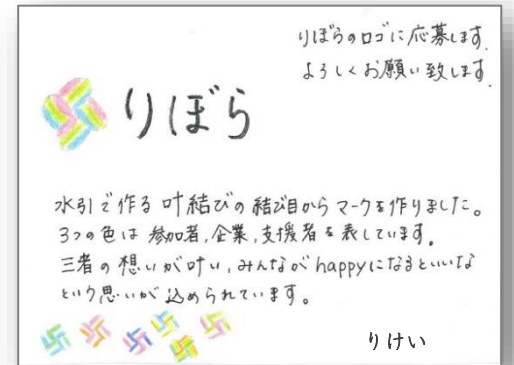 りぼらのロゴに応募します。
よろしくお願い致します。
りぼら
水引で作る叶結びの結び目からマークを作りました。
3つの色は参加者,企業,支援者を表しています。
三者の想いが叶い,みんながhappyになるといいな
という思いが込められています。
りけい